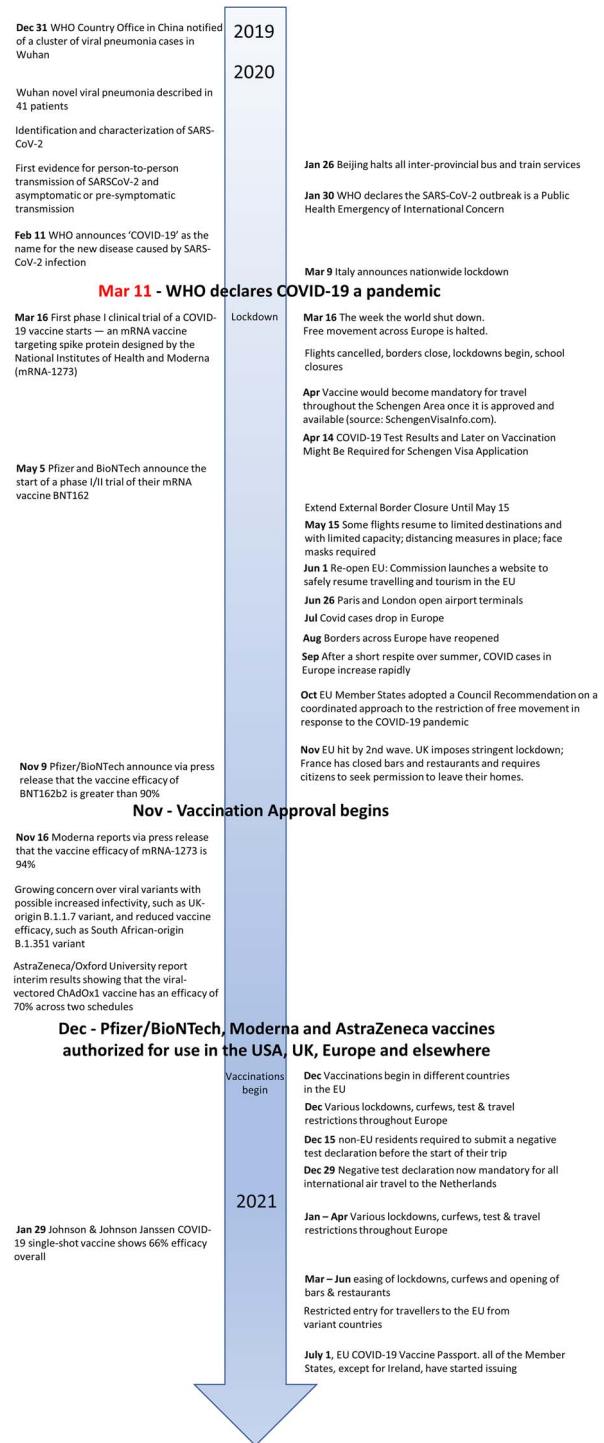 2019
Dec 31 WHO Country Office in China notified
of a cluster of viral pneumonia cases in
Wuhan
2020
Wuhan novel viral pneumonia described in
41 patients
Identification and characterization of SARS-
CoV-2
First evidence for person-to-person
transmission of SARSCoV-2 and
asymptomatic or pre-symptomatic
transmission
Jan 26 Beijing halts all inter-provincial bus and train services
Jan 30 WHO declares the SARS-CoV-2 outbreak is a Public
Health Emergency of International Concern
Feb 11 WHO announces ‘COVID-19’ as the
name for the new disease caused by SARS-
CoV-2 infection
Mar 9 Italy announces nationwide lockdown
Mar 11 - WHO declares COVID-19 a pandemic
Mar 16 First phase I clinical trial of a COVID-
19 vaccine starts — an mRNA vaccine
targeting spike protein designed by the
National Institutes of Health and Moderna
(mRNA-1273)
Lockdown
Mar 16 The week the world shut down.
Free movement across Europe is halted.
Flights cancelled, borders close, lockdowns begin, school
closures
Apr Vaccine would become mandatory for travel
throughout the Schengen Area once it is approved and
available (source: SchengenVisaInfo.com).
Apr 14 COVID-19 Test Results and Later on Vaccination
Might Be Required for Schengen Visa Application
May 5 Pfizer and BioNTech announce the
start of a phase I/II trial of their mRNA
vaccine BNT162
Extend External Border Closure Until May 15
May 15 Some flights resume to limited destinations and
with limited capacity; distancing measures in place; face
masks required
Jun 1 Re-open EU: Commission launches a website to
safely resume travelling and tourism in the EU
Jun 26 Paris and London open airport terminals
Jul Covid cases drop in Europe
Aug Borders across Europe have reopened
Sep After a short respite over summer, COVID cases in
Europe increase rapidly
Oct EU Member States adopted a Council Recommendation on a
coordinated approach to the restriction of free movement in
response to the COVID-19 pandemic
Nov EU hit by 2nd wave. UK imposes stringent lockdown;
France has closed bars and restaurants and requires
citizens to seek permission to leave their homes.
Nov 9 Pfizer/BioNTech announce via press
release that the vaccine efficacy of
BNT162b2 is greater than 90%
Nov - Vaccination Approval begins
Nov 16 Moderna reports via press release
that the vaccine efficacy of mRNA-1273 is
94%
Growing concern over viral variants with
possible increased infectivity, such as UK-
origin B.1.1.7 variant, and reduced vaccine
efficacy, such as South African-origin
B.1.351 variant
AstraZeneca/Oxford University report
interim results showing that the viral-
vectored ChAdOx1 vaccine has an efficacy of
70% across two schedules
Dec - Pfizer/BioNTech, Moderna and AstraZeneca vaccines
authorized for use in the USA, UK, Europe and elsewhere
Vaccinations
begin
Dec Vaccinations begin in different countries
in the EU
Dec Various lockdowns, curfews, test & travel
restrictions throughout Europe
Dec 15 non-EU residents required to submit a negative
test declaration before the start of their trip
Dec 29 Negative test declaration now mandatory for all
international air travel to the Netherlands
2021
Jan – Apr Various lockdowns, curfews, test & travel
restrictions throughout Europe
Jan 29 Johnson & Johnson Janssen COVID-
19 single-shot vaccine shows 66% efficacy
overall
Mar – Jun easing of lockdowns, curfews and opening of
bars & restaurants
Restricted entry for travellers to the EU from
variant countries
July 1, EU COVID-19 Vaccine Passport. all of the Member
States, except for Ireland, have started issuing